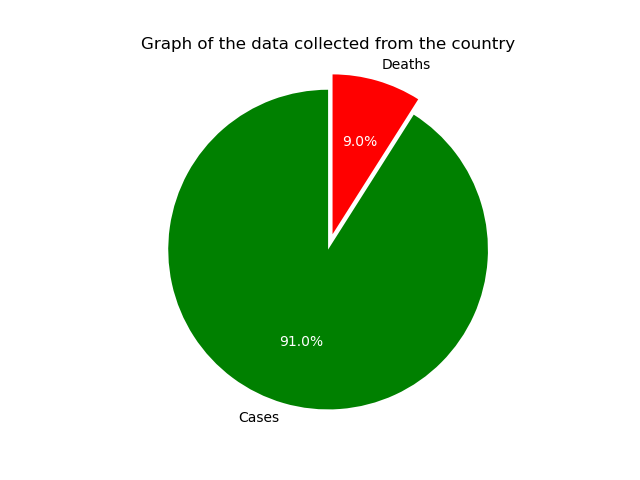 Graph of the data collected from the country
Deaths
9.0%
91.0%
Cases